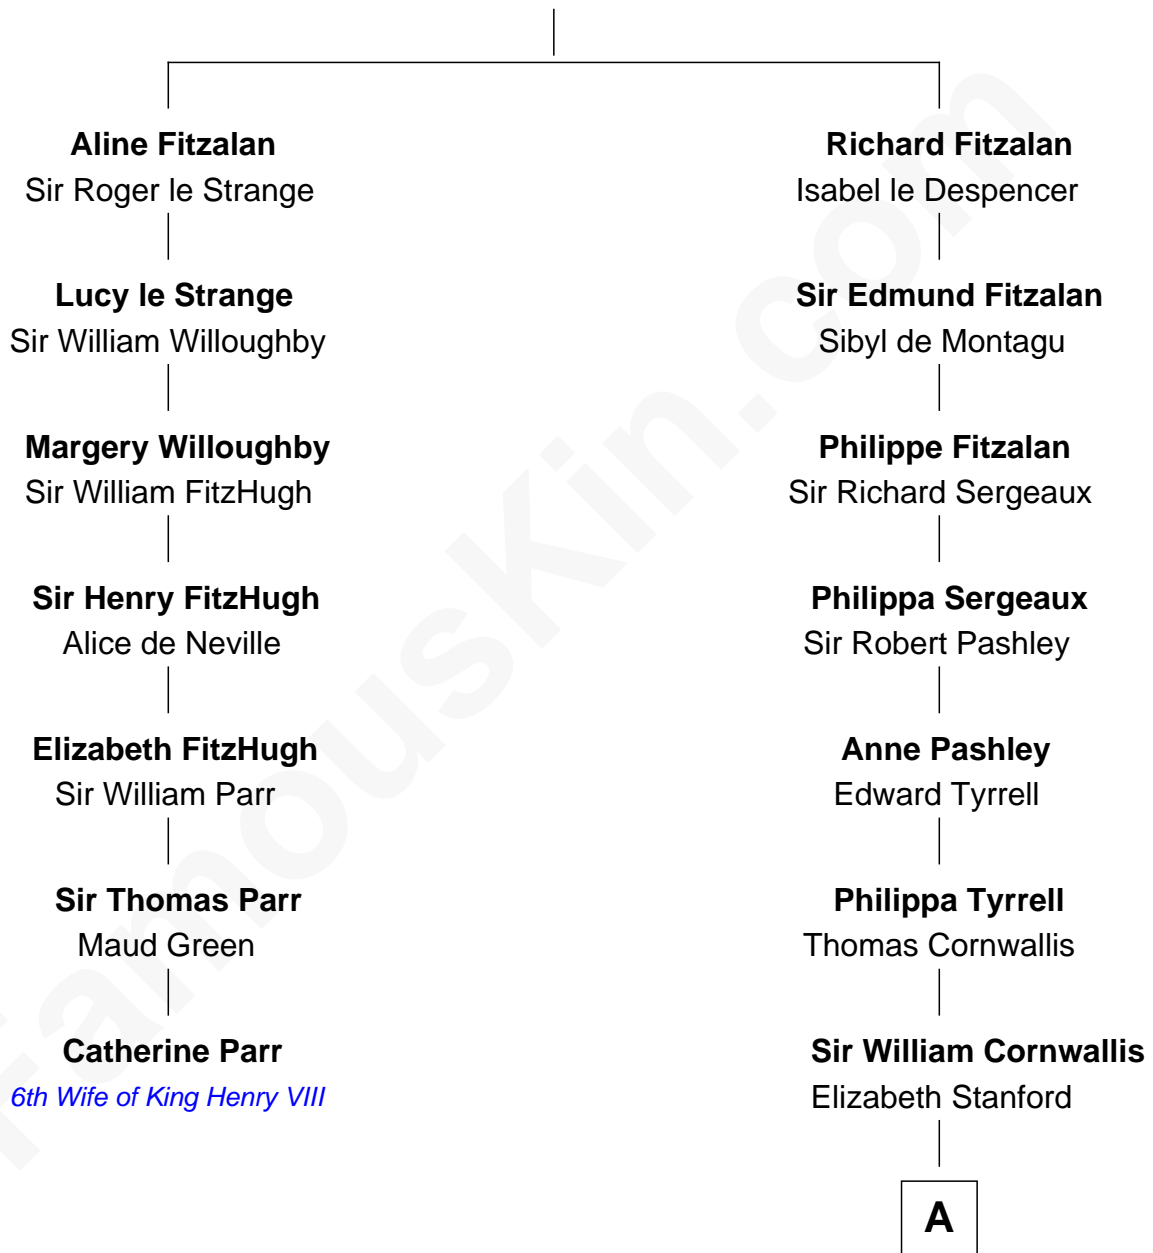 Aline Fitzalan
Sir Roger le Strange
Lucy le Strange
Sir William Willoughby
Margery Willoughby
Sir William FitzHugh
Sir Henry FitzHugh
Alice de Neville
Elizabeth FitzHugh
Sir William Parr
Sir Thomas Parr
Maud Green
Catherine Parr
6th Wife of King Henry VIII
Richard Fitzalan
Isabel le Despencer
Sir Edmund Fitzalan
Sibyl de Montagu
Philippe Fitzalan
Sir Richard Sergeaux
Philippa Sergeaux
Sir Robert Pashley
Anne Pashley
Edward Tyrrell
Philippa Tyrrell
Thomas Cornwallis
Sir William Cornwallis
Elizabeth Stanford
A
FamousKin.com